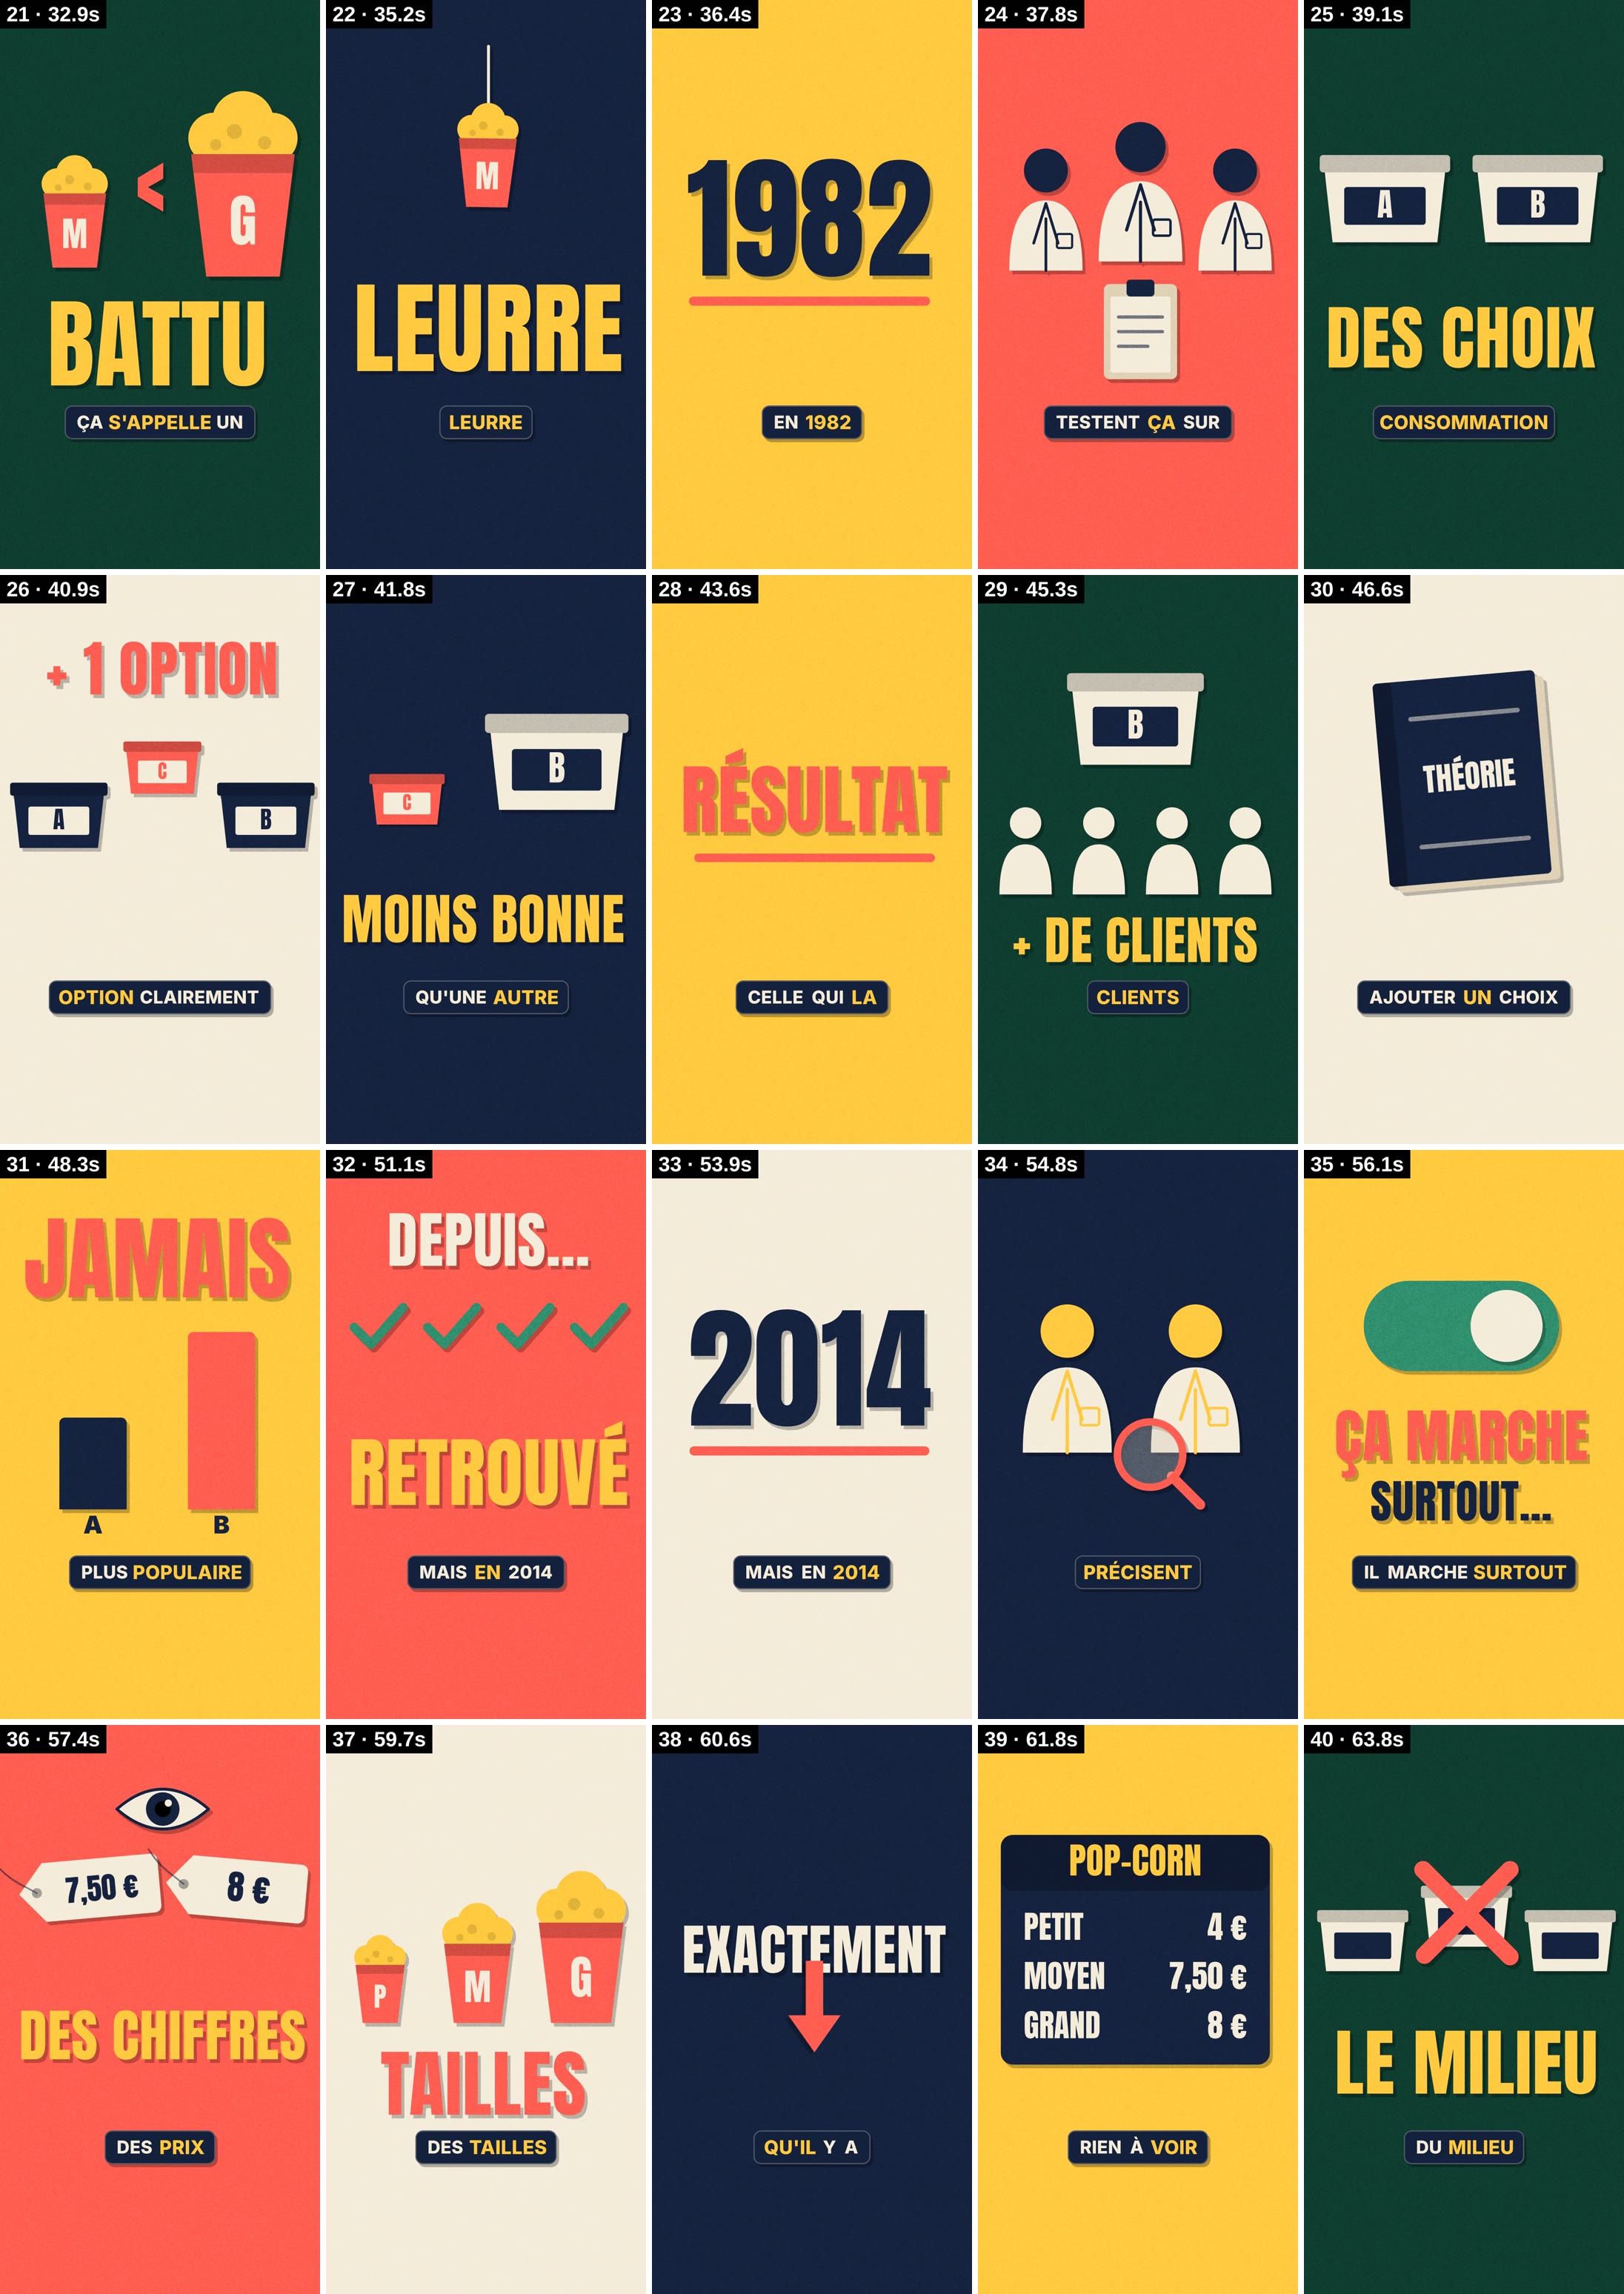 21 · 32.9s
M < G
BATTU
ÇA S'APPELLE UN
22 · 35.2s
M
LEURRE
LEURRE
23 · 36.4s
1982
EN 1982
24 · 37.8s
TESTENT ÇA SUR
25 · 39.1s
A B
DES CHOIX
CONSOMMATION
26 · 40.9s
+ 1 OPTION
C
A B
OPTION CLAIREMENT
27 · 41.8s
B
C
MOINS BONNE
QU'UNE AUTRE
28 · 43.6s
RÉSULTAT
CELLE QUI LA
29 · 45.3s
B
+ DE CLIENTS
CLIENTS
30 · 46.6s
THÉORIE
AJOUTER UN CHOIX
31 · 48.3s
JAMAIS
A B
PLUS POPULAIRE
32 · 51.1s
DEPUIS...
RETROUVÉ
MAIS EN 2014
33 · 53.9s
2014
MAIS EN 2014
34 · 54.8s
PRÉCISENT
35 · 56.1s
ÇA MARCHE
SURTOUT...
IL MARCHE SURTOUT
36 · 57.4s
7,50 € 8 €
DES CHIFFRES
DES PRIX
37 · 59.7s
P M G
TAILLES
DES TAILLES
38 · 60.6s
EXACTEMENT
QU'IL Y A
39 · 61.8s
POP-CORN
PETIT 4 €
MOYEN 7,50 €
GRAND 8 €
RIEN À VOIR
40 · 63.8s
LE MILIEU
DU MILIEU